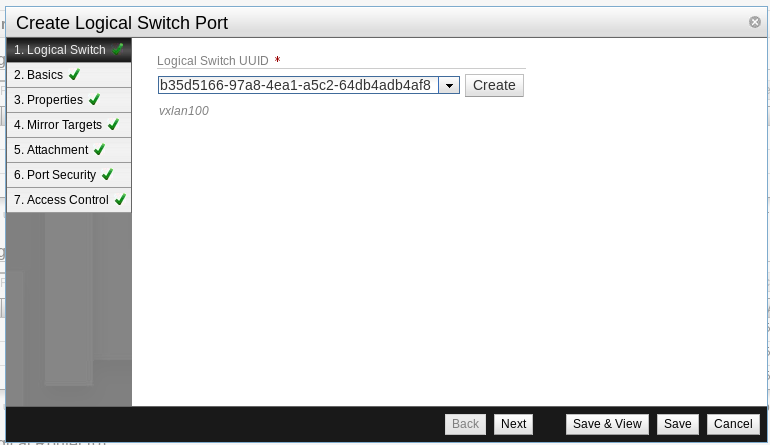 Create Logical Switch Port
1. Logical Switch
2. Basics
3. Properties
4. Mirror Targets
5. Attachment
6. Port Security
7. Access Control
Logical Switch UUID *
b35d5166-97a8-4ea1-a5c2-64db4adb4af8
Create
vxlan100
Back
Next
Save & View
Save
Cancel